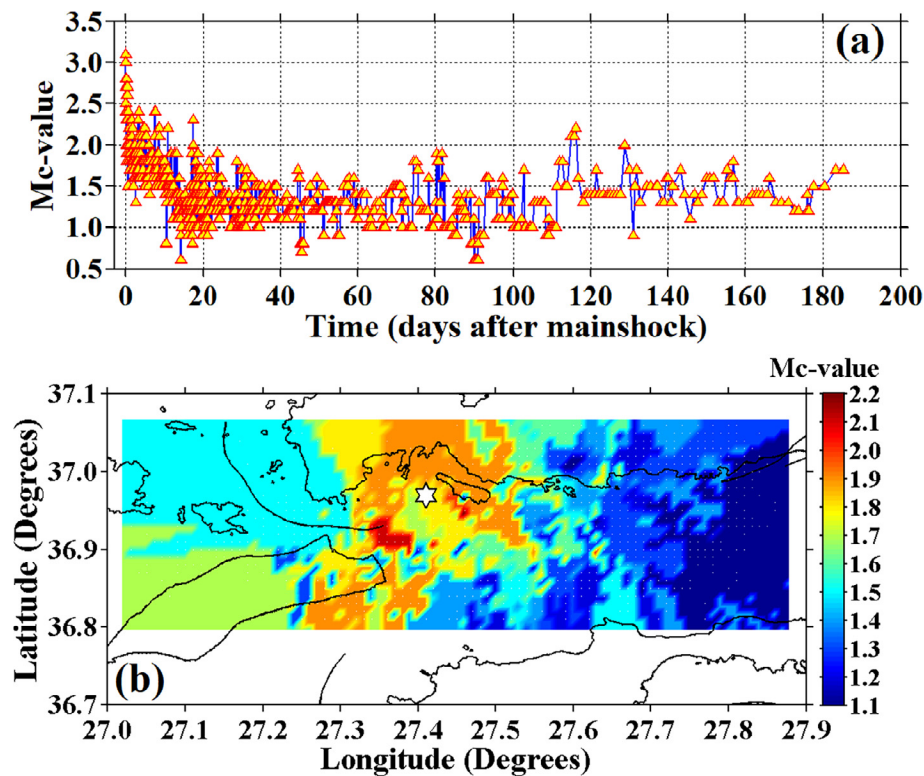 (a)
Mc-value
3.5
3.0
2.5
2.0
1.5
1.0
0.5
0 20 40 60 80 100 120 140 160 180 200
Time (days after mainshock)
Mc-value
(b)
Latitude (Degrees)
37.1
37.0
36.9
36.8
36.7
27.0 27.1 27.2 27.3 27.4 27.5 27.6 27.7 27.8 27.9
Longitude (Degrees)
2.2
2.1
2.0
1.9
1.8
1.7
1.6
1.5
1.4
1.3
1.2
1.1